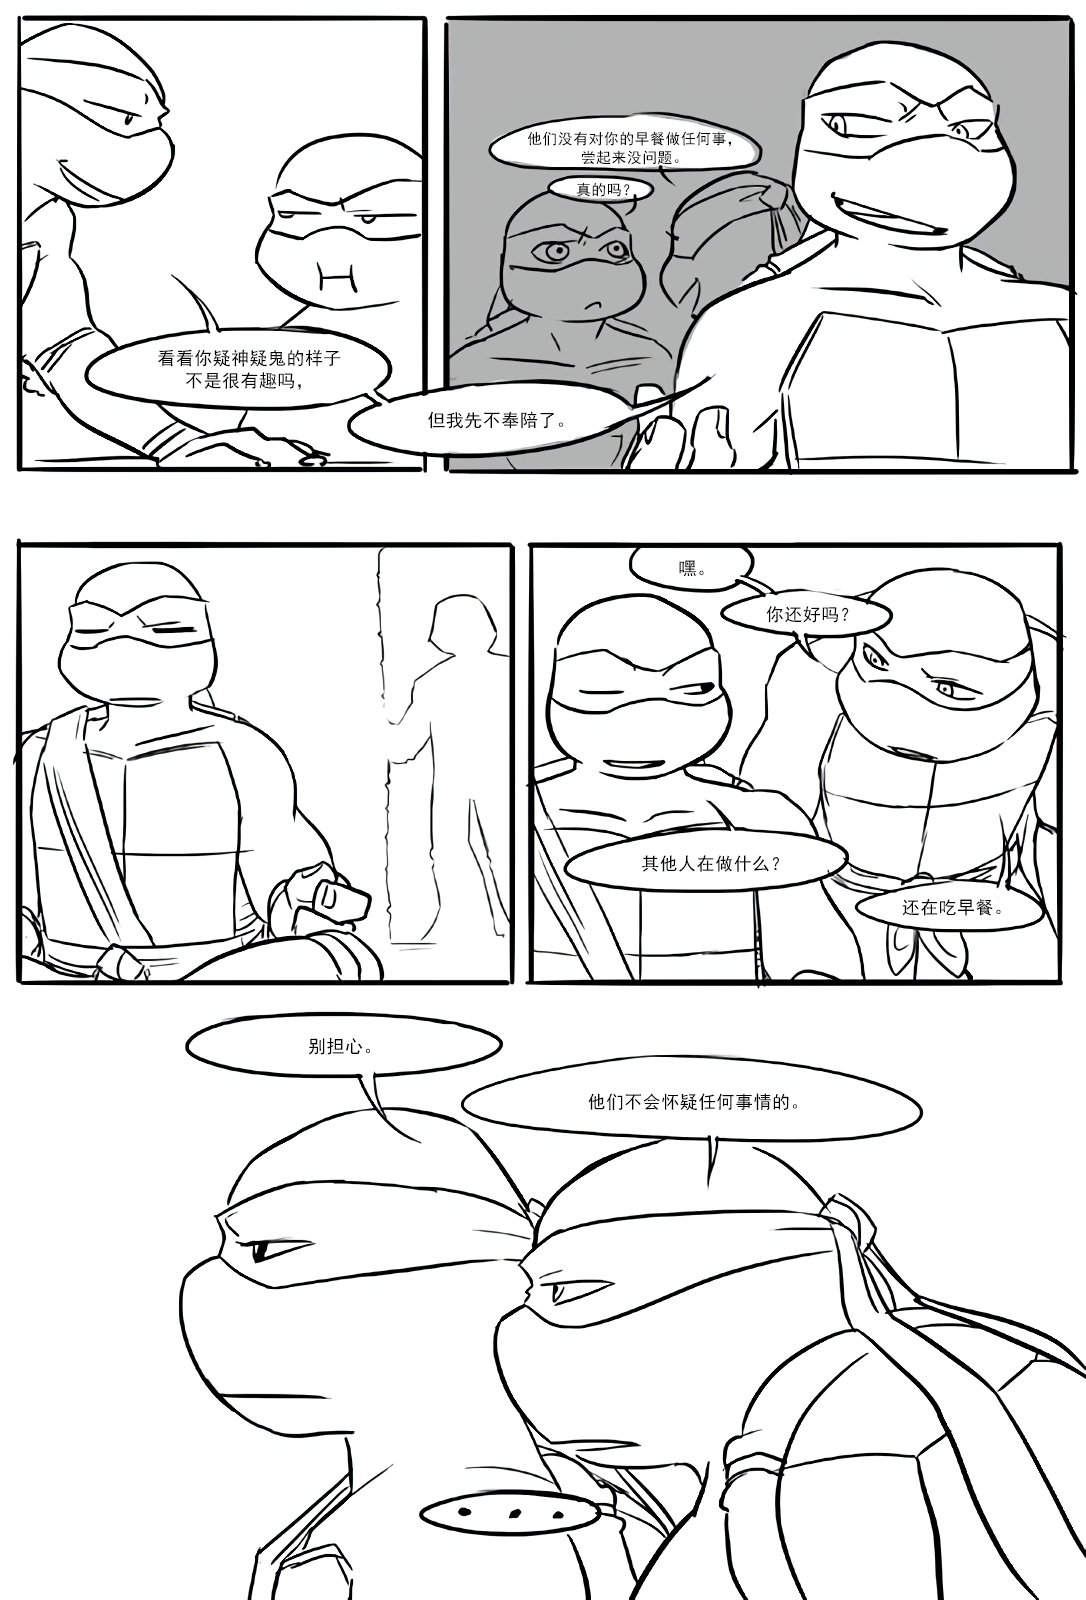 看看你疑神疑鬼的样子
不是很有趣吗，
但我先不奉陪了。
他们没有对你的早餐做任何事，
尝起来没问题。
真的吗？
嘿。
你还好吗？
其他人在做什么？
还在吃早餐。
别担心。
他们不会怀疑任何事情的。
...